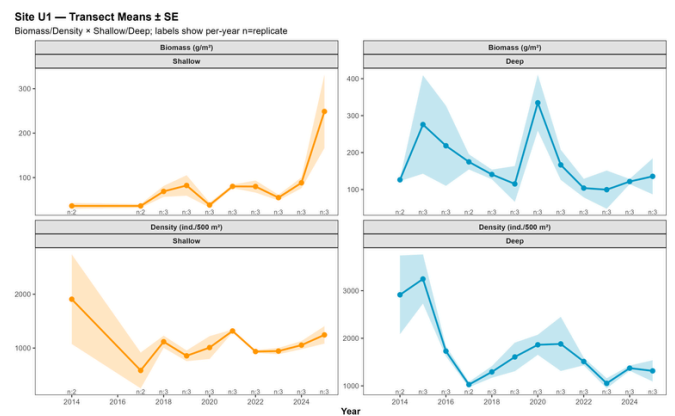 Site U1 — Transect Means ± SE
Biomass/Density × Shallow/Deep; labels show per-year n=replicate
Biomass (g/m²)
Shallow
300
200
100
n:2 n:2 n:3 n:3 n:3 n:3 n:3 n:3 n:3 n:3
Biomass (g/m²)
Deep
400
300
200
100
n:2 n:3 n:3 n:2 n:3 n:3 n:3 n:3 n:3 n:3 n:3 n:3
Density (ind./500 m²)
Shallow
2000
1000
n:2 n:2 n:3 n:3 n:3 n:3 n:3 n:3 n:3 n:3
2014 2016 2018 2020 2022 2024
Density (ind./500 m²)
Deep
3000
2000
1000
n:2 n:3 n:3 n:2 n:3 n:3 n:3 n:3 n:3 n:3 n:3 n:3
2014 2016 2018 2020 2022 2024
Year